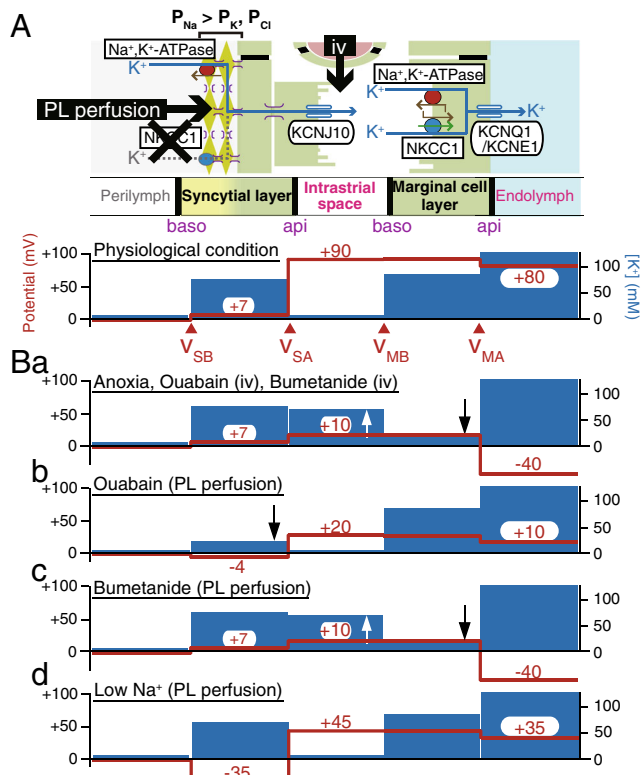 A
P_Na > P_K, P_Cl
iv
Na⁺,K⁺-ATPase
K⁺
PL perfusion
NKCC1
K⁺
KCNJ10
Na⁺,K⁺-ATPase
K⁺
K⁺
NKCC1
KCNQ1
/KCNE1
K⁺
Perilymph
Syncytial layer
Intrastrial
space
Marginal cell
layer
Endolymph
baso
api
baso
api
Potential (mV)
+100
+50
0
Physiological condition
+7
+90
+80
100
50
0
[K⁺] (mM)
V_SB
V_SA
V_MB
V_MA
Ba
Anoxia, Ouabain (iv), Bumetanide (iv)
+100
+50
0
+7
+10
-40
100
50
0
b
Ouabain (PL perfusion)
+100
+50
0
-4
+20
+10
100
50
0
c
Bumetanide (PL perfusion)
+100
+50
0
+7
+10
-40
100
50
0
d
Low Na⁺ (PL perfusion)
+100
+50
0
-35
+45
+35
100
50
0